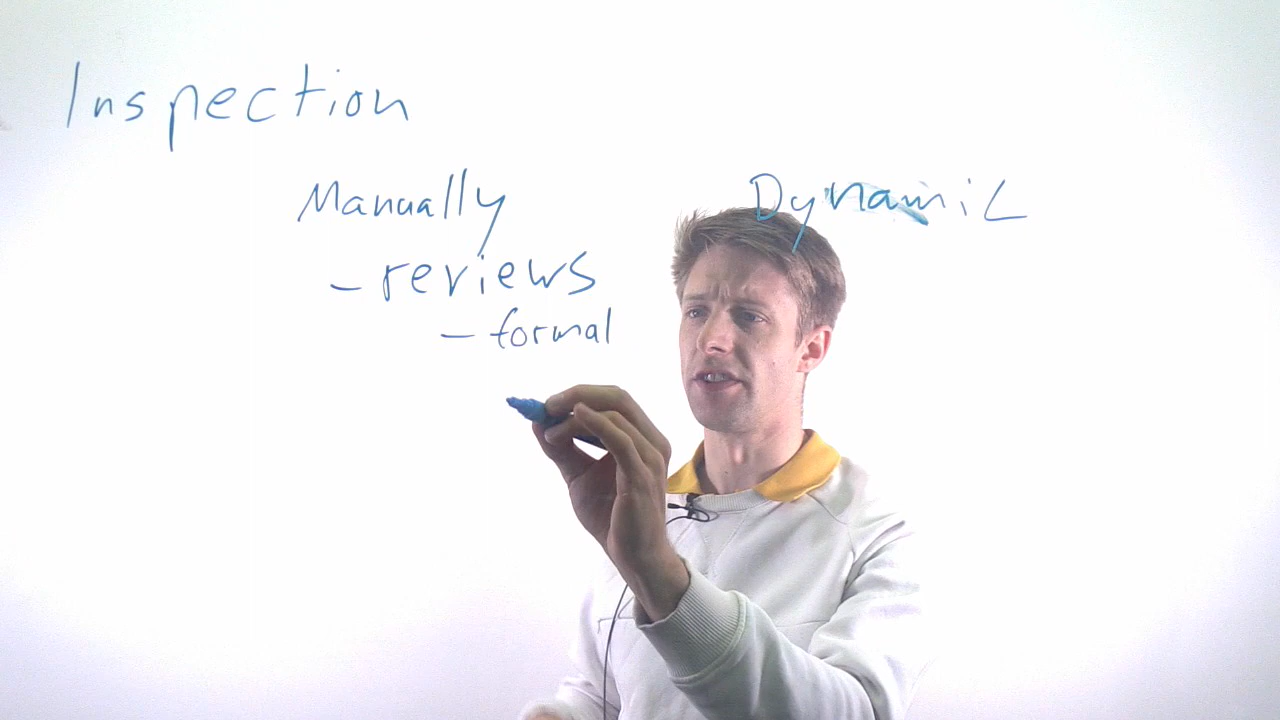 Inspection
Manually
Dynamic
- reviews
- formal